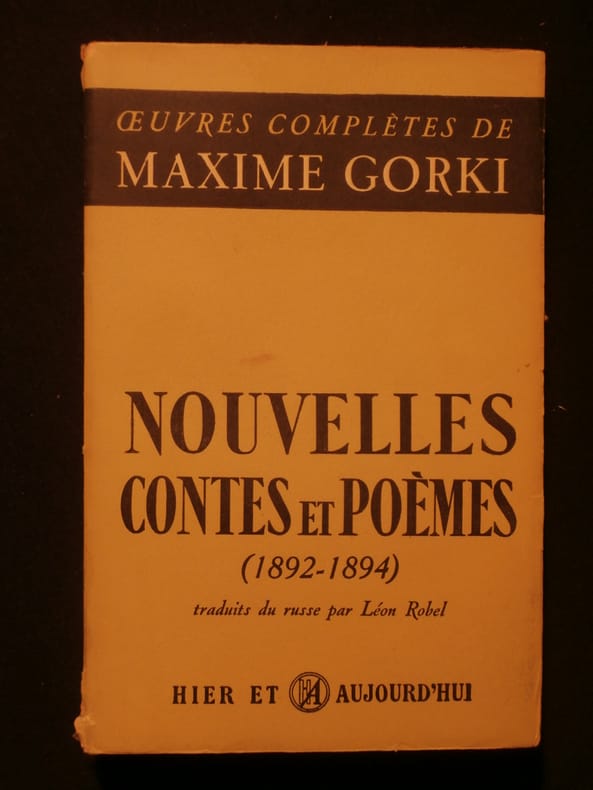 ŒUVRES COMPLÈTES DE
MAXIME GORKI
NOUVELLES
CONTES ET POÈMES
(1892-1894)
traduits du russe par Léon Robel
HIER ET HA AUJOURD'HUI